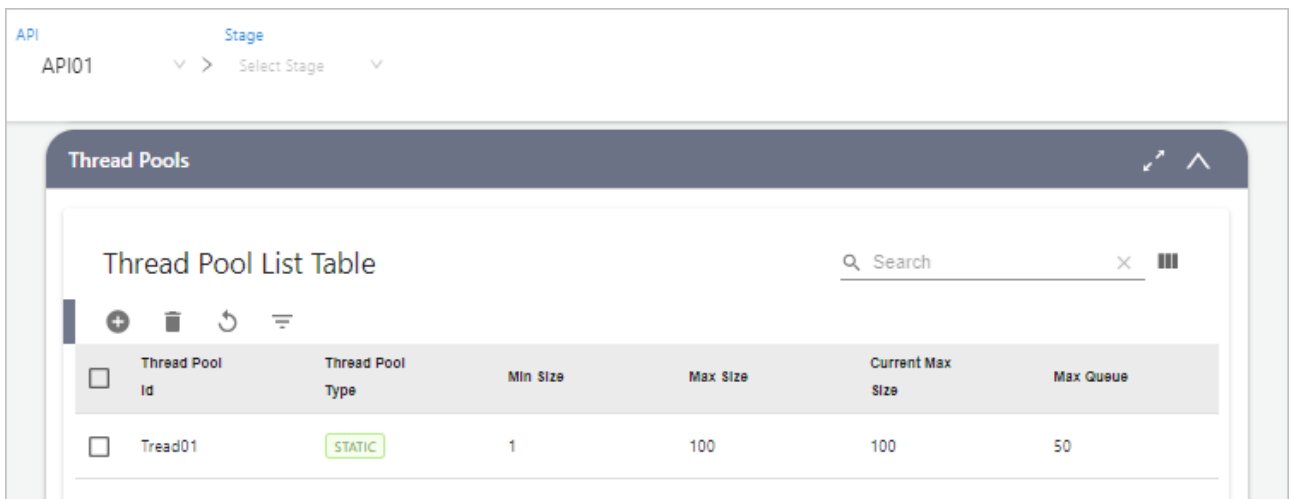 API Stage
API01 > Select Stage
Thread Pools
Thread Pool List Table
Search
Thread Pool Id
Thread Pool Type
Min Size
Max Size
Current Max Size
Max Queue
Tread01 STATIC 1 100 100 50